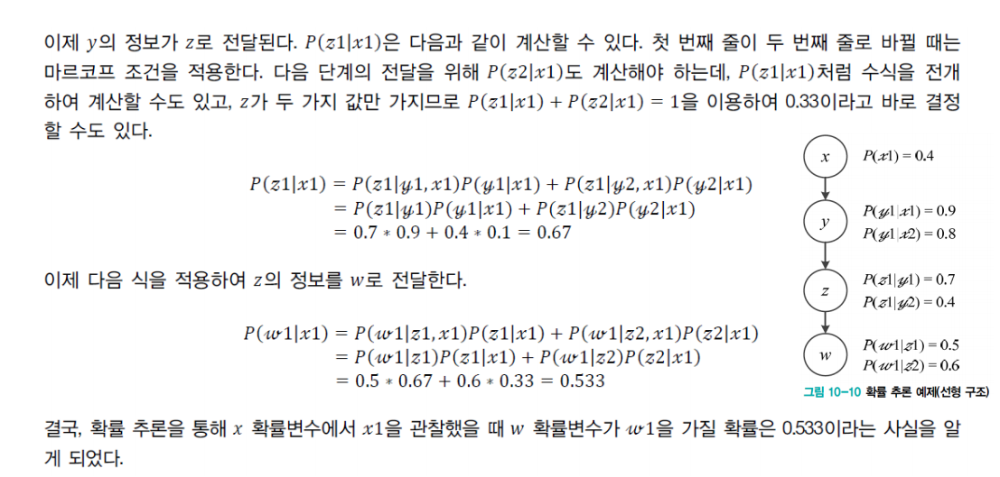 이제 y의 정보가 z로 전달된다. P(z1|x1)은 다음과 같이 계산할 수 있다. 첫 번째 줄이 두 번째 줄로 바뀔 때는
마르코프 조건을 적용한다. 다음 단계의 전달을 위해 P(z2|x1)도 계산해야 하는데, P(z1|x1)처럼 수식을 전개
하여 계산할 수도 있고, z가 두 가지 값만 가지므로 P(z1|x1) + P(z2|x1) = 1을 이용하여 0.33이라고 바로 결정
할 수도 있다.
P(z1|x1) = P(z1|y1, x1)P(y1|x1) + P(z1|y2, x1)P(y2|x1)
= P(z1|y1)P(y1|x1) + P(z1|y2)P(y2|x1)
= 0.7 * 0.9 + 0.4 * 0.1 = 0.67
이제 다음 식을 적용하여 z의 정보를 w로 전달한다.
P(w1|x1) = P(w1|z1, x1)P(z1|x1) + P(w1|z2, x1)P(z2|x1)
= P(w1|z1)P(z1|x1) + P(w1|z2)P(z2|x1)
= 0.5 * 0.67 + 0.6 * 0.33 = 0.533
x
P(x1) = 0.4
y
P(y1|x1) = 0.9
P(y1|x2) = 0.8
z
P(z1|y1) = 0.7
P(z1|y2) = 0.4
w
P(w1|z1) = 0.5
P(w1|z2) = 0.6
그림 10-10 확률 추론 예제(선형 구조)
결국, 확률 추론을 통해 x 확률변수에서 x1을 관찰했을 때 w 확률변수가 w1을 가질 확률은 0.533이라는 사실을 알
게 되었다.